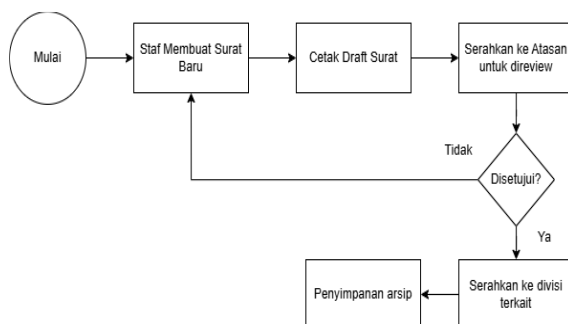 Mulai
Staf Membuat Surat
Baru
Cetak Draft Surat
Serahkan ke Atasan
untuk direview
Tidak
Disetujui?
Ya
Serahkan ke divisi
terkait
Penyimpanan arsip